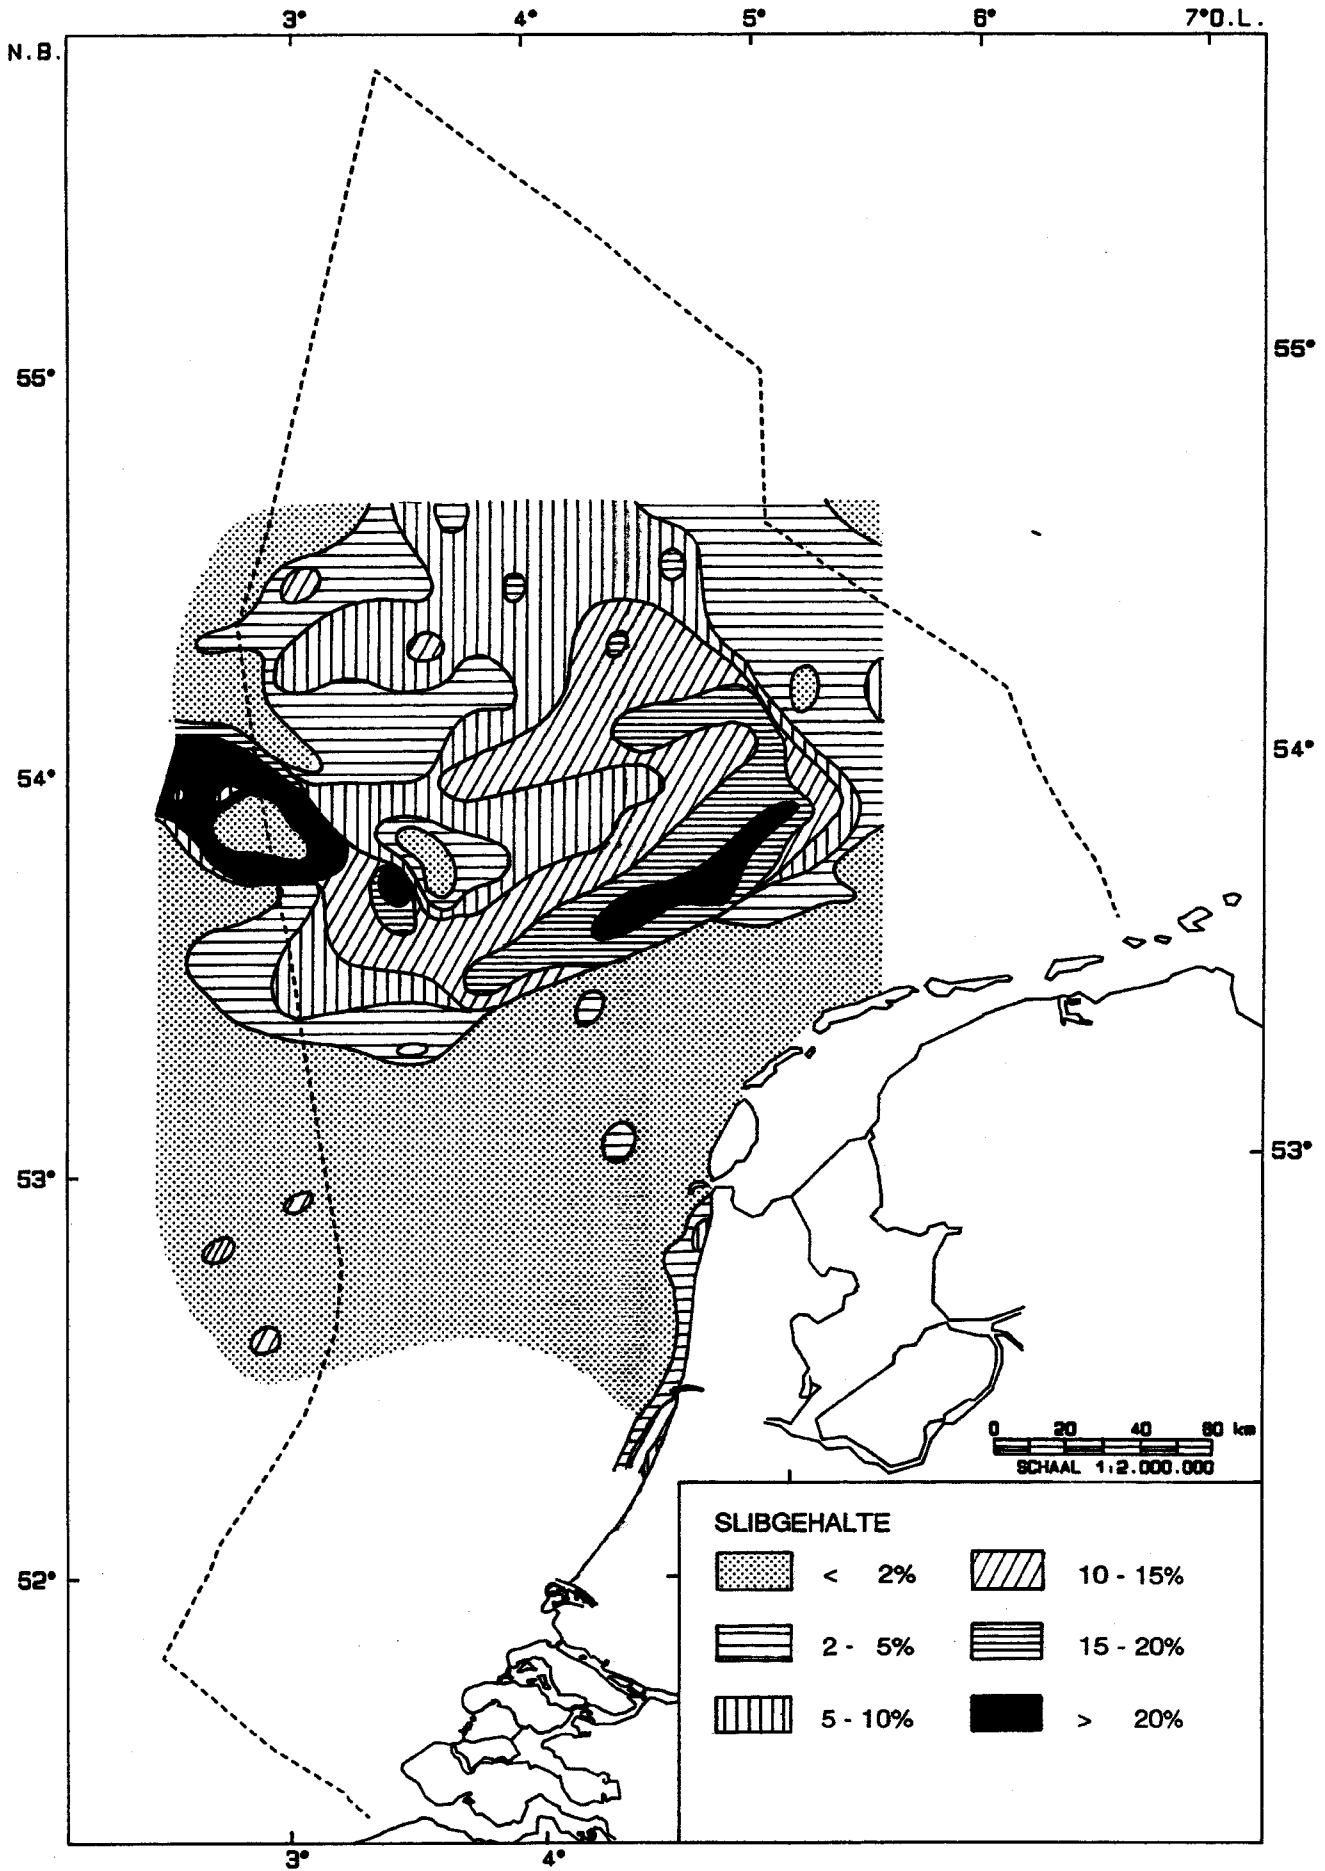 3° 4° 5° 6° 7°O.L.
N.B.
55° 55°
54° 54°
53° 53°
0 20 40 60 km
SCHAAL 1:2.000.000
SLIBGEHALTE
< 2% 10 - 15%
52°
2 - 5% 15 - 20%
5 - 10% > 20%
3° 4°